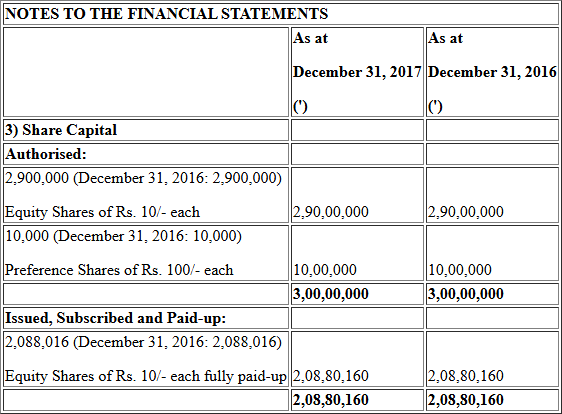 NOTES TO THE FINANCIAL STATEMENTS
As at As at
December 31, 2017 December 31, 2016
(') (')
3) Share Capital
Authorised:
2,900,000 (December 31, 2016: 2,900,000)
Equity Shares of Rs. 10/- each 2,90,00,000 2,90,00,000
10,000 (December 31, 2016: 10,000)
Preference Shares of Rs. 100/- each 10,00,000 10,00,000
3,00,00,000 3,00,00,000
Issued, Subscribed and Paid-up:
2,088,016 (December 31, 2016: 2,088,016)
Equity Shares of Rs. 10/- each fully paid-up 2,08,80,160 2,08,80,160
2,08,80,160 2,08,80,160